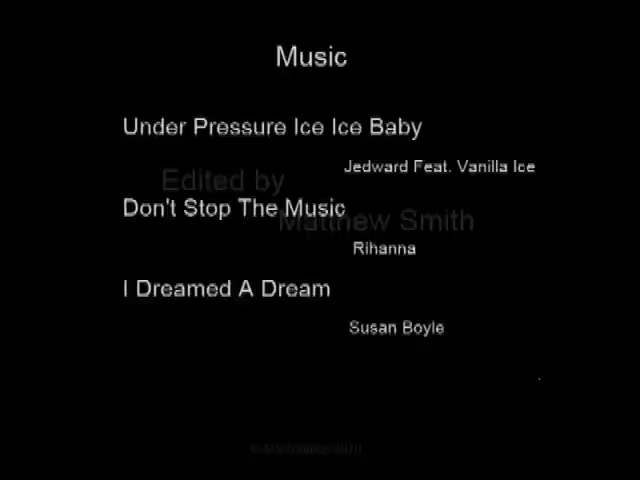 Music
Under Pressure Ice Ice Baby
Jedward Feat. Vanilla Ice
Edited by
Don't Stop The Music
Matthew Smith
Rihanna
I Dreamed A Dream
Susan Boyle